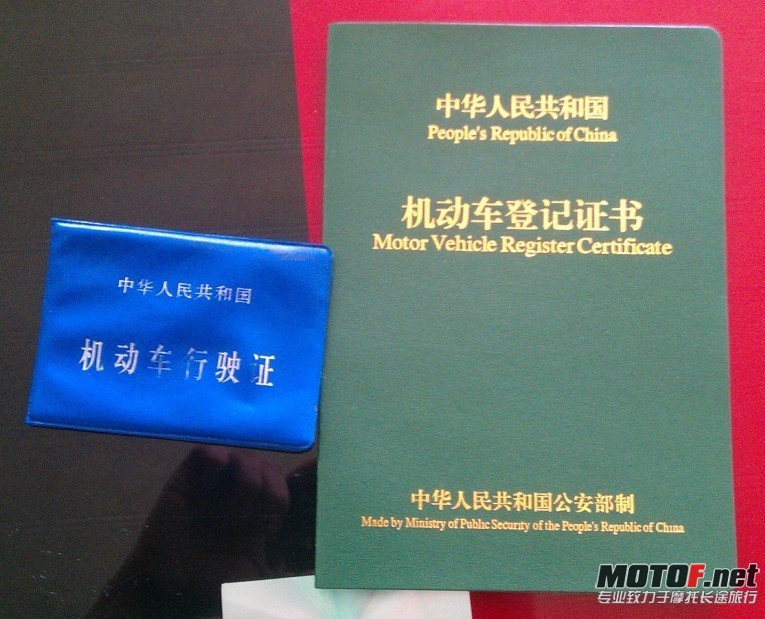 中华人民共和国
People's Republic of China
机动车登记证书
Motor Vehicle Register Certificate
中华人民共和国公安部制
Made by Ministry of Public Security of the People's Republic of China
中华人民共和国
机动车行驶证
MOTOF.net
专业致力于摩托长途旅行